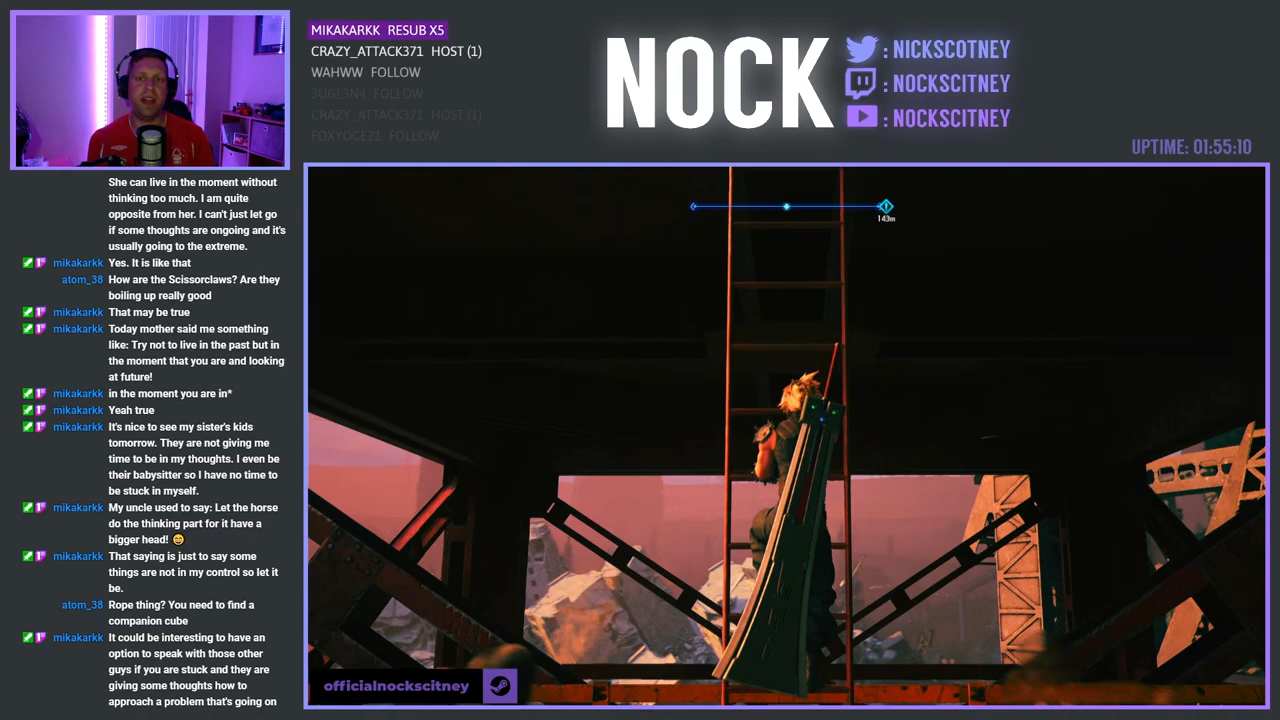 MIKAKARKK RESUB X5
CRAZY_ATTACK371 HOST (1)
WAHWW FOLLOW
3UGL3N4 FOLLOW
CRAZY_ATTACK371 HOST (1)
FOXYOCE21 FOLLOW
NOCK
: NICKSCOTNEY
: NOCKSCITNEY
: NOCKSCITNEY
UPTIME: 01:55:10
She can live in the moment without
thinking too much. I am quite
opposite from her. I can't just let go
if some thoughts are ongoing and it's
usually going to the extreme.
mikakarkk Yes. It is like that
atom_38 How are the Scissorclaws? Are they
boiling up really good
mikakarkk That may be true
mikakarkk Today mother said me something
like: Try not to live in the past but in
the moment that you are and looking
at future!
mikakarkk in the moment you are in*
mikakarkk Yeah true
mikakarkk It's nice to see my sister's kids
tomorrow. They are not giving me
time to be in my thoughts. I even be
their babysitter so I have no time to
be stuck in myself.
mikakarkk My uncle used to say: Let the horse
do the thinking part for it have a
bigger head! 😄
mikakarkk That saying is just to say some
things are not in my control so let it
be.
atom_38 Rope thing? You need to find a
companion cube
mikakarkk It could be interesting to have an
option to speak with those other
guys if you are stuck and they are
giving some thoughts how to
approach a problem that's going on
143m
officialnockscitney